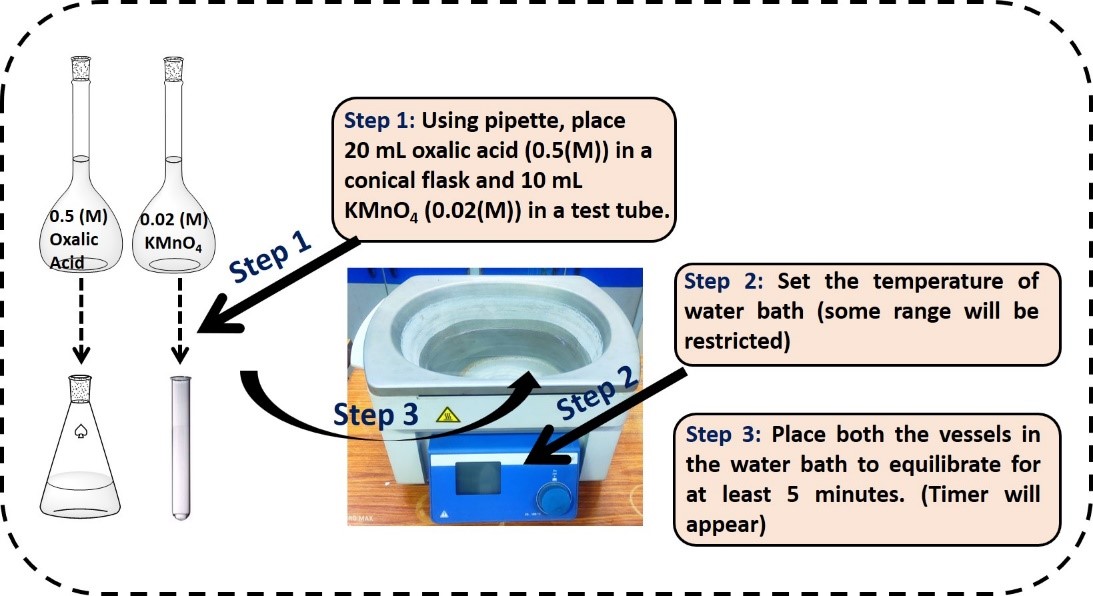 Step 1: Using pipette, place
20 mL oxalic acid (0.5(M)) in a
conical flask and 10 mL
KMnO₄ (0.02(M)) in a test tube.
0.5 (M)
Oxalic
Acid
0.02 (M)
KMnO₄
Step 1
Step 2: Set the temperature of
water bath (some range will be
restricted)
Step 2
Step 3
Step 3: Place both the vessels in
the water bath to equilibrate for
at least 5 minutes. (Timer will
appear)